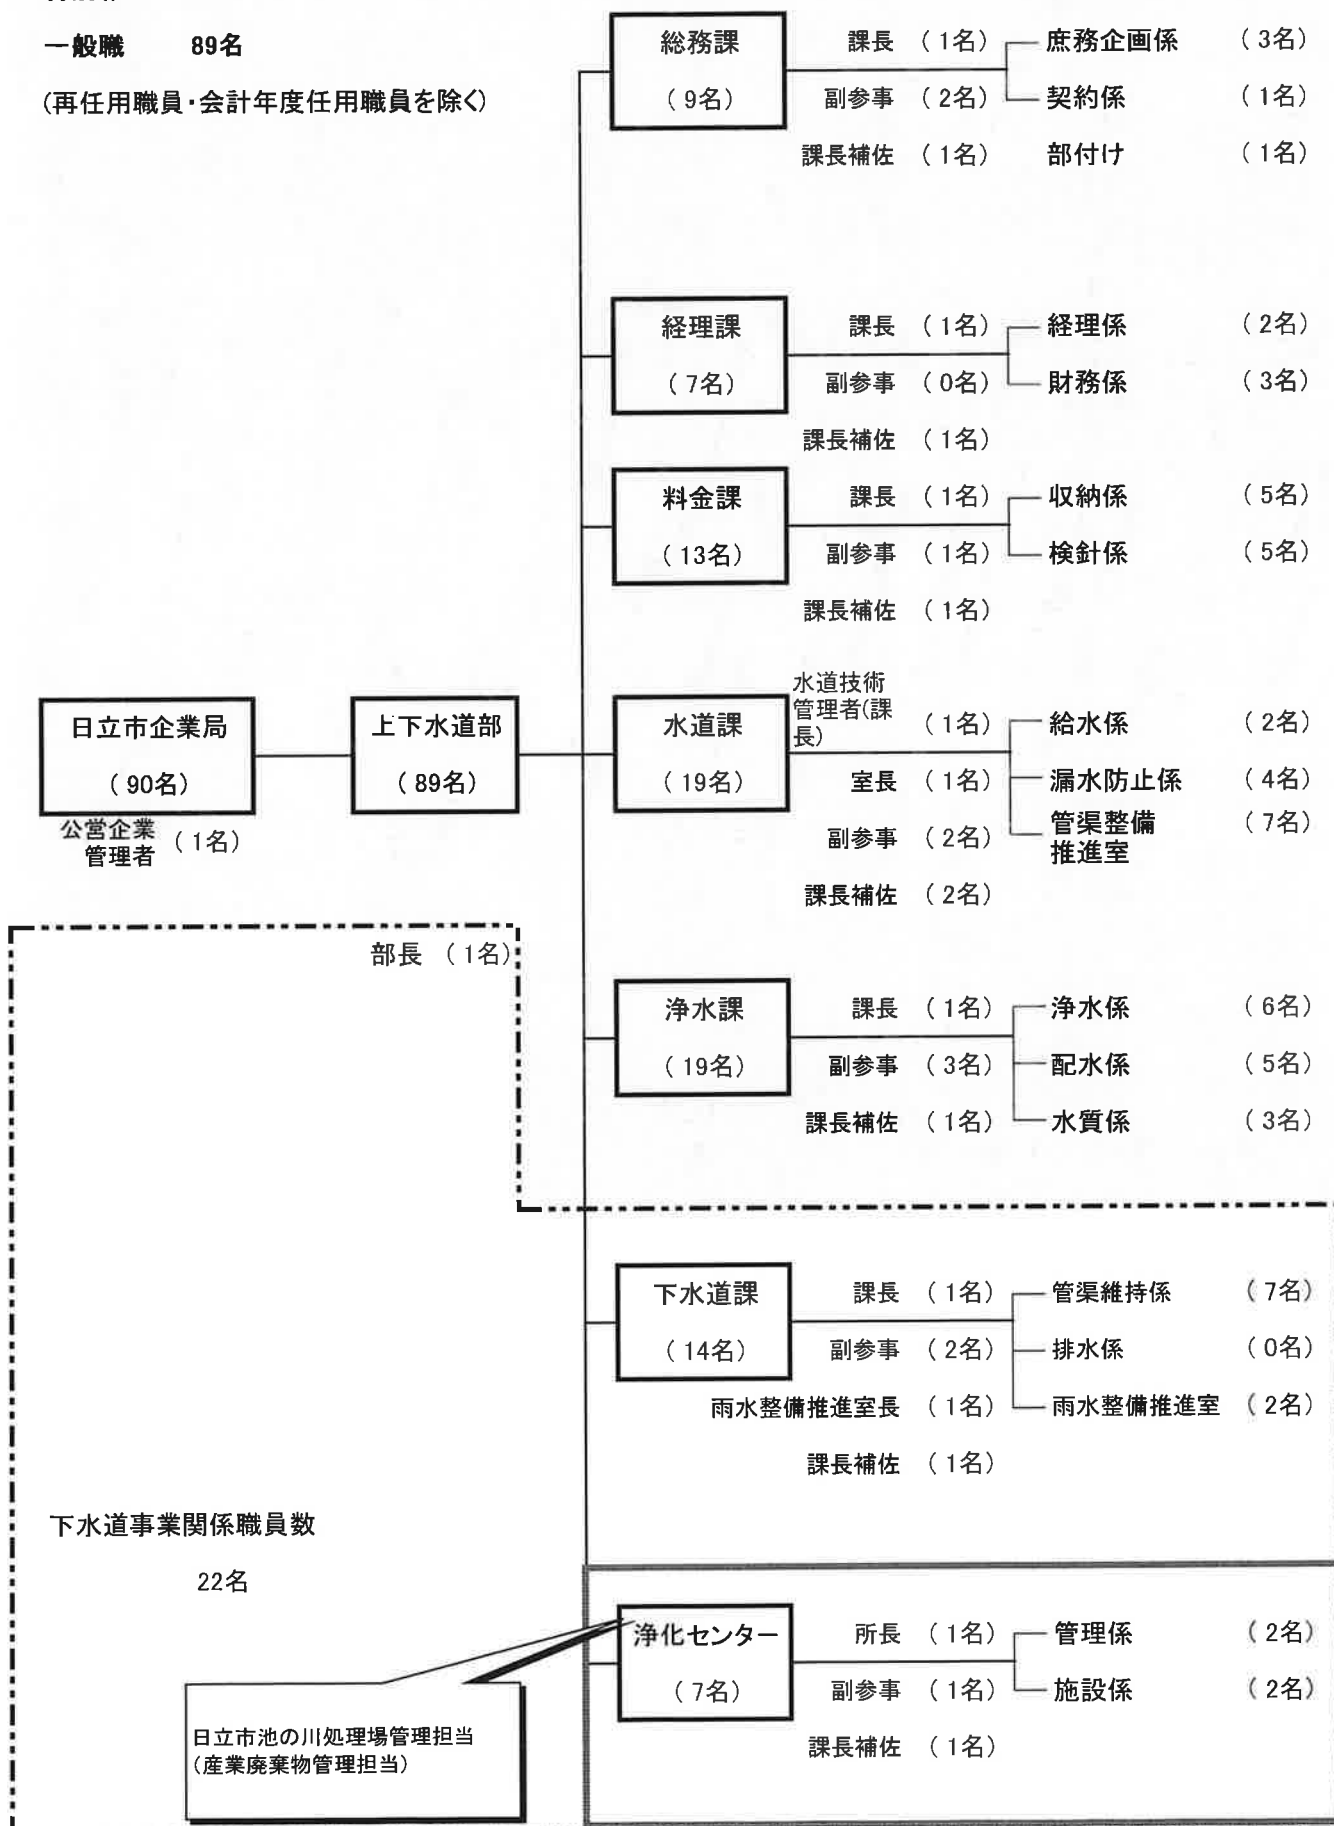 一般職 89名
(再任用職員・会計年度任用職員を除く)
総務課
(9名)
課長 (1名)
副参事 (2名)
課長補佐 (1名)
庶務企画係 (3名)
契約係 (1名)
部付け (1名)
経理課
(7名)
課長 (1名)
副参事 (0名)
課長補佐 (1名)
経理係 (2名)
財務係 (3名)
料金課
(13名)
課長 (1名)
副参事 (1名)
課長補佐 (1名)
収納係 (5名)
検針係 (5名)
日立市企業局
(90名)
公営企業
管理者 (1名)
上下水道部
(89名)
部長 (1名)
水道課
(19名)
水道技術
管理者(課
長) (1名)
室長 (1名)
副参事 (2名)
課長補佐 (2名)
給水係 (2名)
漏水防止係 (4名)
管渠整備
推進室 (7名)
浄水課
(19名)
課長 (1名)
副参事 (3名)
課長補佐 (1名)
浄水係 (6名)
配水係 (5名)
水質係 (3名)
下水道課
(14名)
課長 (1名)
副参事 (2名)
雨水整備推進室長 (1名)
課長補佐 (1名)
管渠維持係 (7名)
排水係 (0名)
雨水整備推進室 (2名)
下水道事業関係職員数
22名
浄化センター
(7名)
所長 (1名)
副参事 (1名)
課長補佐 (1名)
管理係 (2名)
施設係 (2名)
日立市池の川処理場管理担当
(産業廃棄物管理担当)